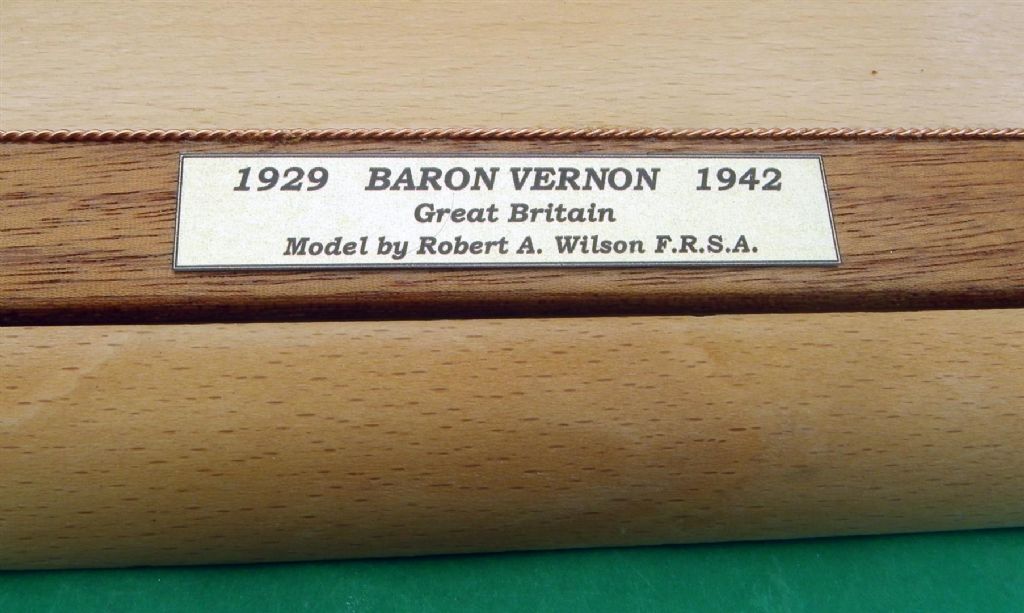 1929 BARON VERNON 1942
Great Britain
Model by Robert A. Wilson F.R.S.A.